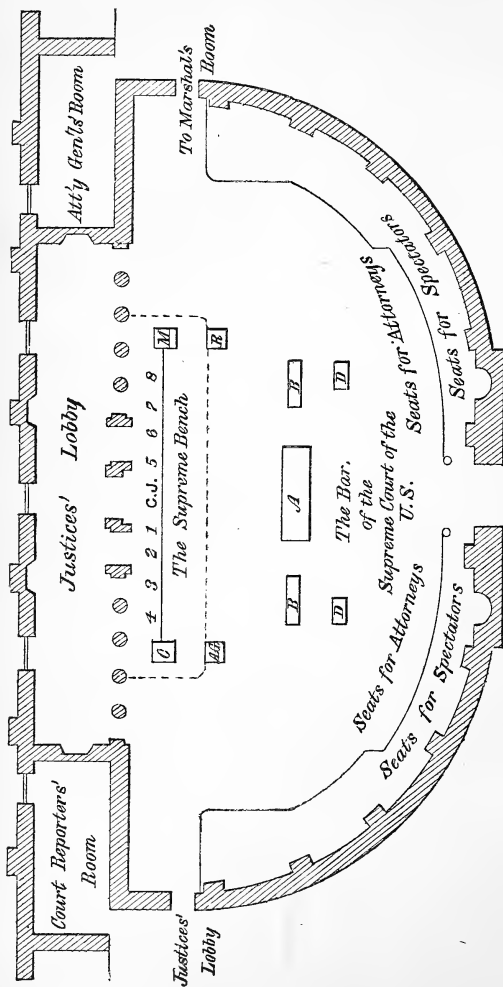 Court Reporters'
Room
Justices' Lobby
Att'y Gen'ls Room
4 3 2 1 C.J. 5 6 7 8
C
The Supreme Bench
M
R
Justices'
Lobby
To Marshal's
Room
B
A
B
D
D
The Bar.
of the
Supreme Court of the
U.S.
Seats for Attorneys
Seats for Attorneys
Seats for Spectators
Seats for Spectators